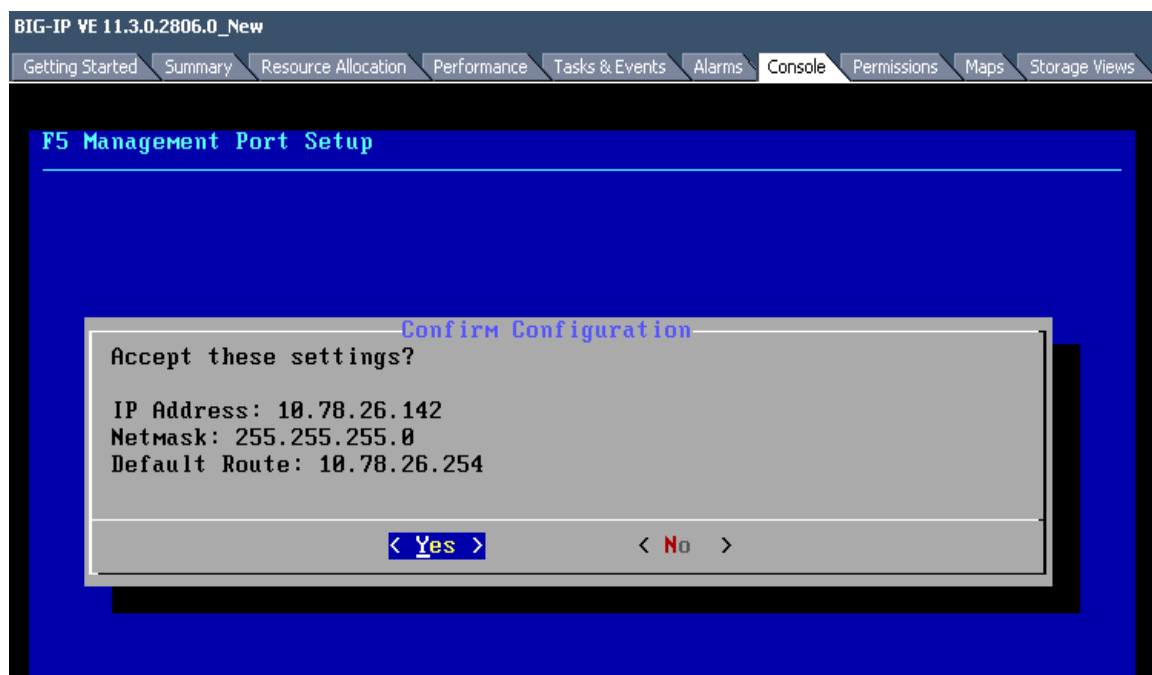 BIG-IP VE 11.3.0.2806.0_New
Getting Started Summary Resource Allocation Performance Tasks & Events Alarms Console Permissions Maps Storage Views
F5 Management Port Setup
Confirm Configuration
Accept these settings?
IP Address: 10.78.26.142
Netmask: 255.255.255.0
Default Route: 10.78.26.254
< Yes > < No >